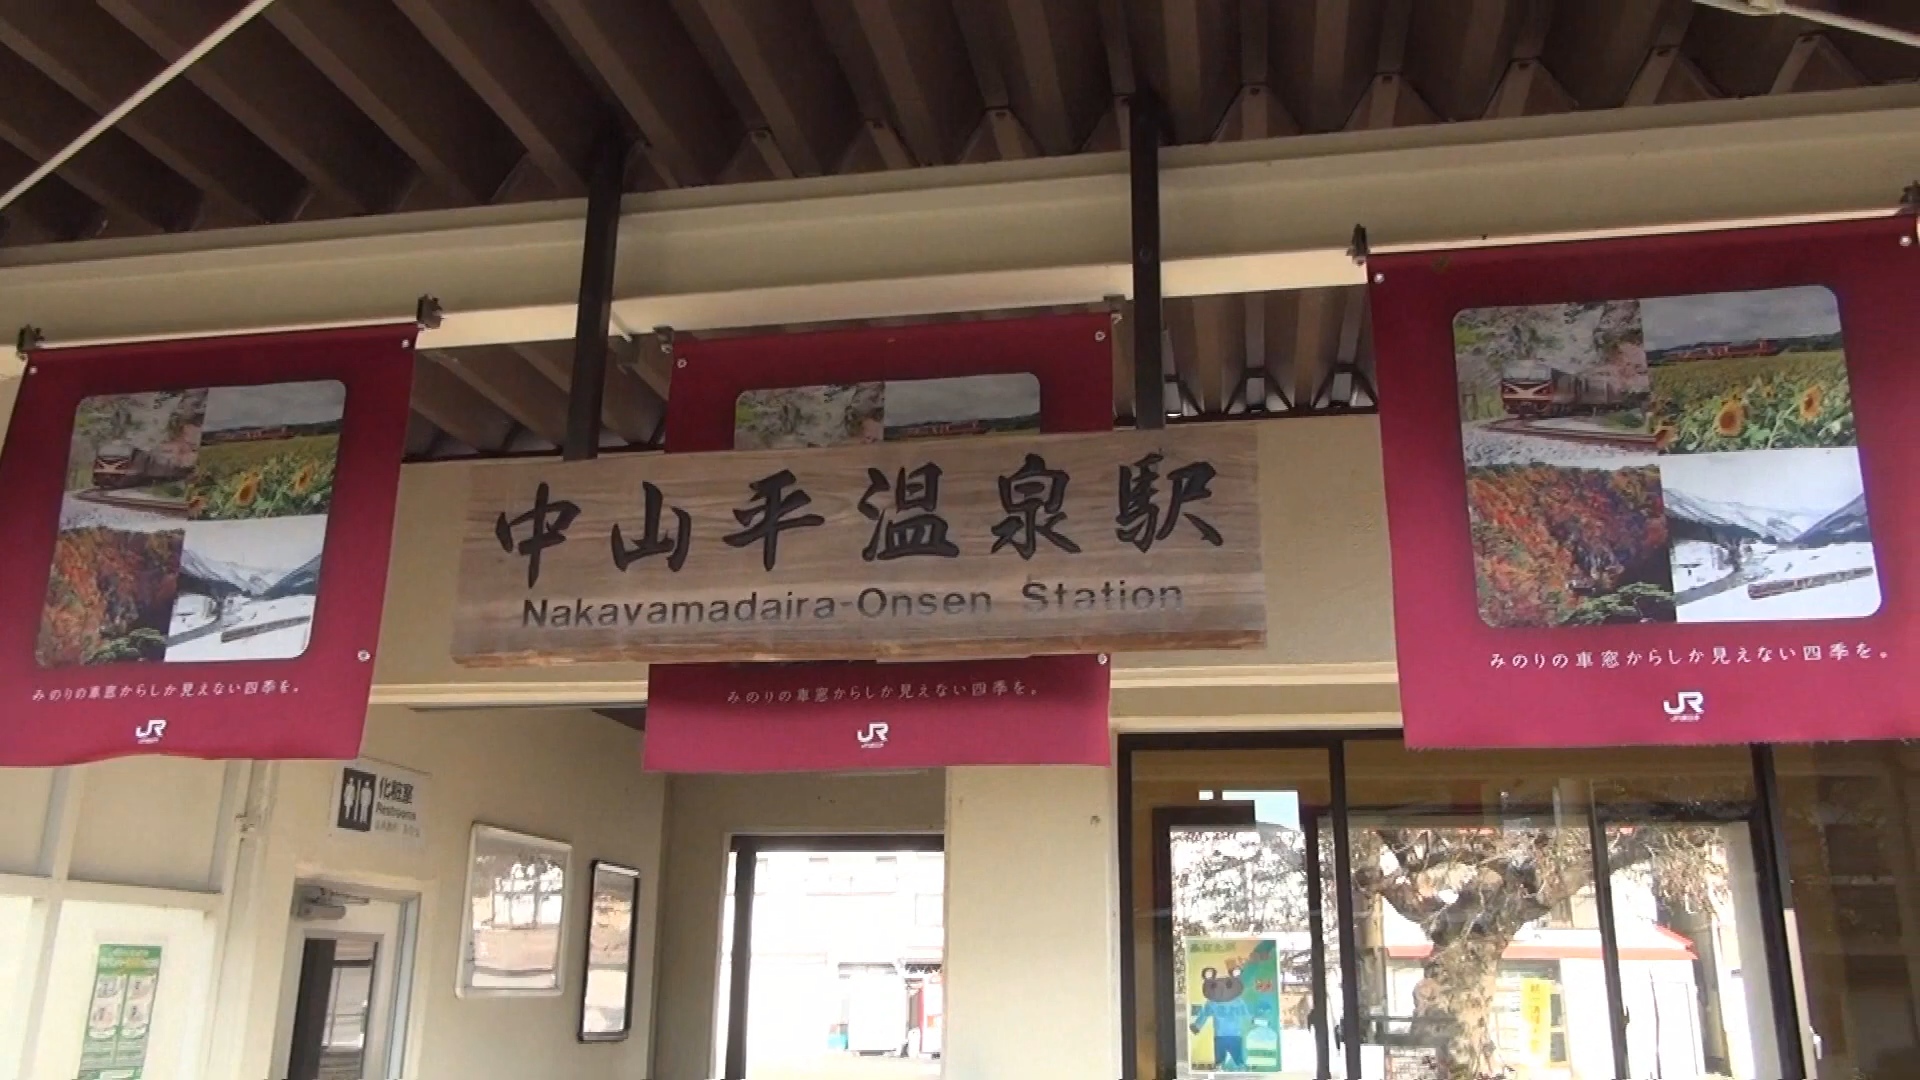 中山平温泉駅
Nakayamadaira-Onsen Station
みのりの車窓からしか見えない四季を。
JR
みのりの車窓からしか見えない四季を。
JR
みのりの車窓からしか見えない四季を。
JR
化粧室
Restrooms